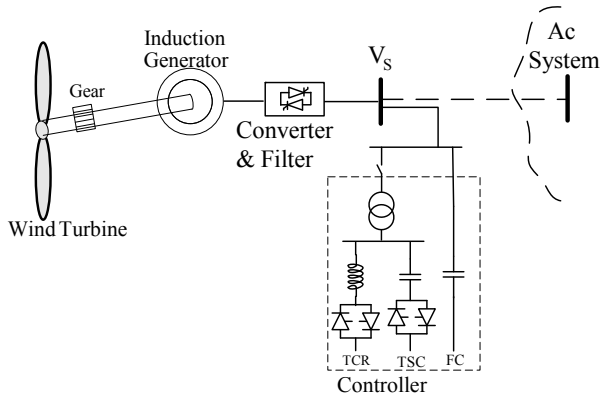 Induction
Generator
Gear
V_S
Ac
System
Converter
& Filter
Wind Turbine
TCR
TSC
FC
Controller